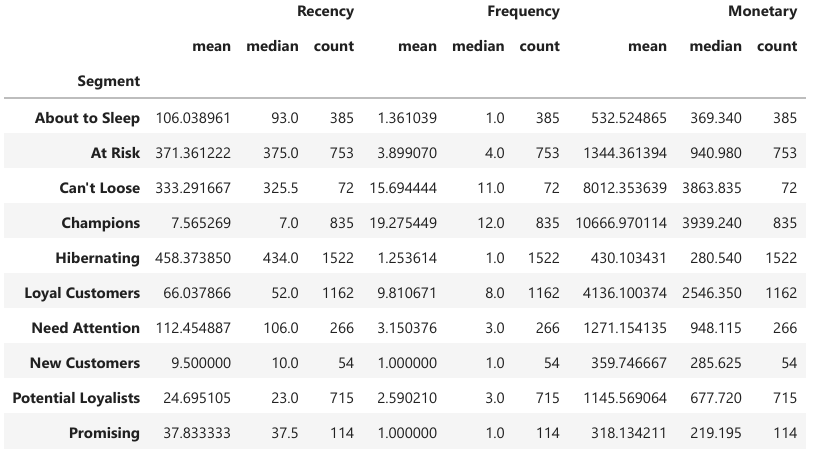 Recency Frequency Monetary
mean median count mean median count mean median count
Segment
About to Sleep 106.038961 93.0 385 1.361039 1.0 385 532.524865 369.340 385
At Risk 371.361222 375.0 753 3.899070 4.0 753 1344.361394 940.980 753
Can't Loose 333.291667 325.5 72 15.694444 11.0 72 8012.353639 3863.835 72
Champions 7.565269 7.0 835 19.275449 12.0 835 10666.970114 3939.240 835
Hibernating 458.373850 434.0 1522 1.253614 1.0 1522 430.103431 280.540 1522
Loyal Customers 66.037866 52.0 1162 9.810671 8.0 1162 4136.100374 2546.350 1162
Need Attention 112.454887 106.0 266 3.150376 3.0 266 1271.154135 948.115 266
New Customers 9.500000 10.0 54 1.000000 1.0 54 359.746667 285.625 54
Potential Loyalists 24.695105 23.0 715 2.590210 3.0 715 1145.569064 677.720 715
Promising 37.833333 37.5 114 1.000000 1.0 114 318.134211 219.195 114